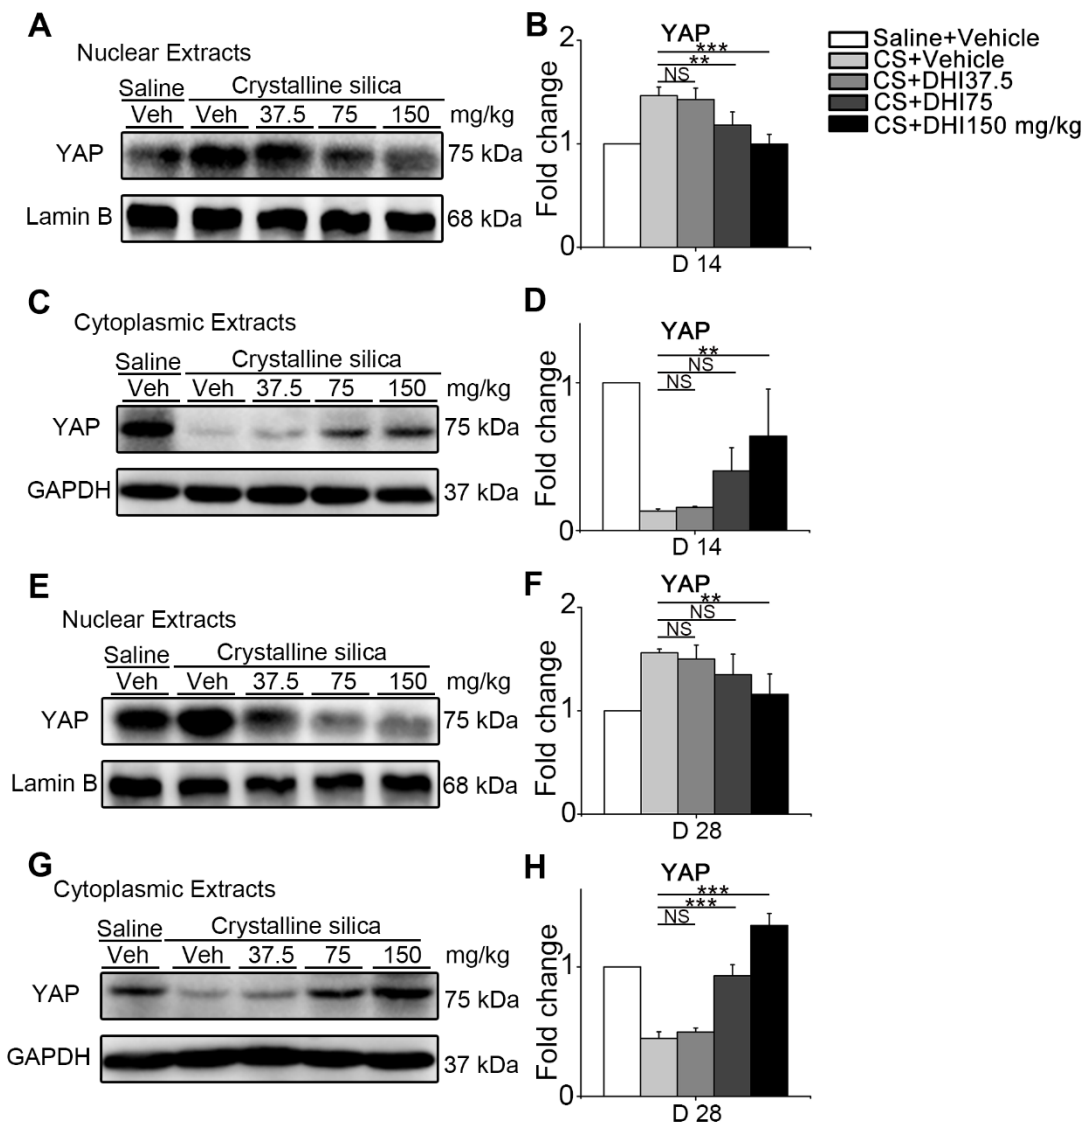 A
Nuclear Extracts
Saline Crystalline silica
Veh Veh 37.5 75 150 mg/kg
YAP 75 kDa
Lamin B 68 kDa
B
YAP
***
**
NS
2
1
0
Fold change
D 14
Saline+Vehicle
CS+Vehicle
CS+DHI37.5
CS+DHI75
CS+DHI150 mg/kg
C
Cytoplasmic Extracts
Saline Crystalline silica
Veh Veh 37.5 75 150 mg/kg
YAP 75 kDa
GAPDH 37 kDa
D
YAP
**
NS
NS
1
0
Fold change
D 14
E
Nuclear Extracts
Saline Crystalline silica
Veh Veh 37.5 75 150 mg/kg
YAP 75 kDa
Lamin B 68 kDa
F
YAP
**
NS
NS
2
1
0
Fold change
D 28
G
Cytoplasmic Extracts
Saline Crystalline silica
Veh Veh 37.5 75 150 mg/kg
YAP 75 kDa
GAPDH 37 kDa
H
YAP
***
***
NS
1
0
Fold change
D 28